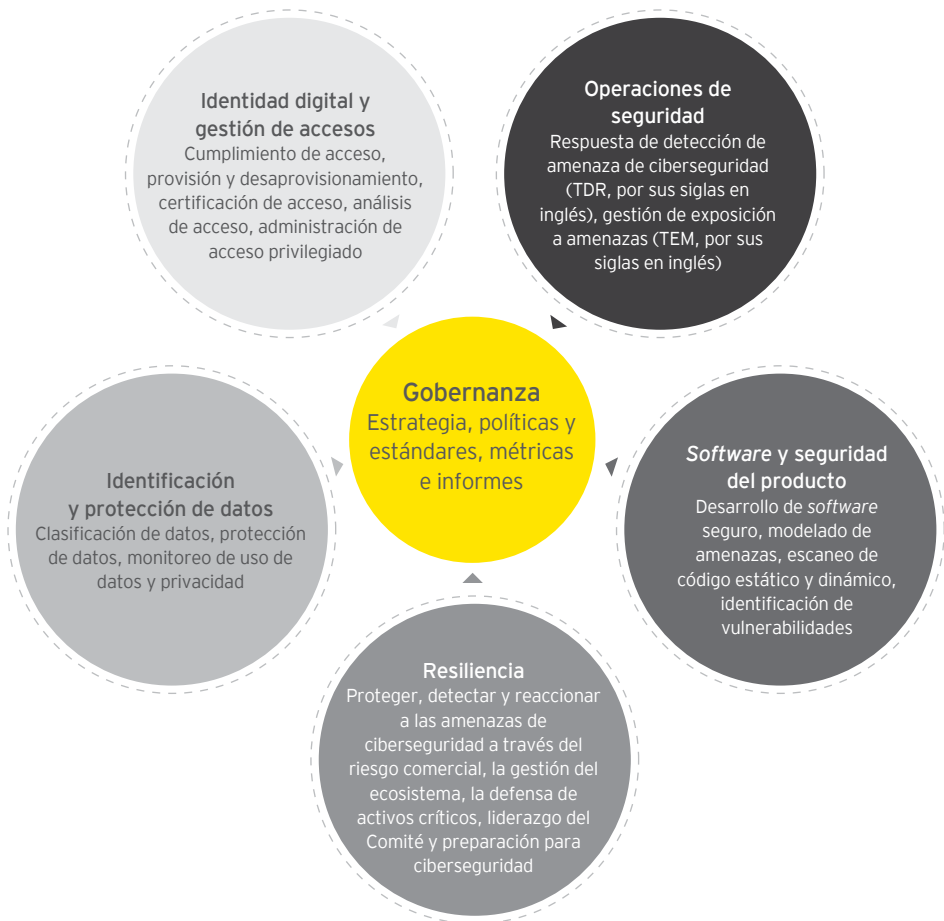 Identidad digital y
gestión de accesos
Cumplimiento de acceso,
provisión y desaprovisionamiento,
certificación de acceso, análisis
de acceso, administración de
acceso privilegiado
Operaciones de
seguridad
Respuesta de detección de
amenaza de ciberseguridad
(TDR, por sus siglas en
inglés), gestión de exposición
a amenazas (TEM, por sus
siglas en inglés)
Gobernanza
Estrategia, políticas y
estándares, métricas
e informes
Identificación
y protección de datos
Clasificación de datos, protección
de datos, monitoreo de uso de
datos y privacidad
Software y seguridad
del producto
Desarrollo de software
seguro, modelado de
amenazas, escaneo de
código estático y dinámico,
identificación de
vulnerabilidades
Resiliencia
Proteger, detectar y reaccionar
a las amenazas de
ciberseguridad a través del
riesgo comercial, la gestión del
ecosistema, la defensa de
activos críticos, liderazgo del
Comité y preparación para
ciberseguridad